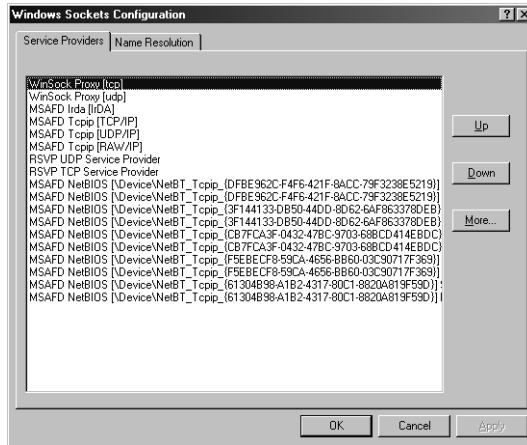 Windows Sockets Configuration
Service Providers
Name Resolution
WinSock Proxy [tcp]
WinSock Proxy [udp]
MSAFD Irda [IrDA]
MSAFD Tcpip [TCP/IP]
MSAFD Tcpip [UDP/IP]
MSAFD Tcpip [RAW/IP]
RSVP UDP Service Provider
RSVP TCP Service Provider
MSAFD NetBIOS [\Device\NetBT_Tcpip_{DFBE962C-F4F6-421F-8ACC-79F3238E5219}]
MSAFD NetBIOS [\Device\NetBT_Tcpip_{DFBE962C-F4F6-421F-8ACC-79F3238E5219}]
MSAFD NetBIOS [\Device\NetBT_Tcpip_{3F144133-DB50-44DD-8D62-6AF863378DEB}
MSAFD NetBIOS [\Device\NetBT_Tcpip_{3F144133-DB50-44DD-8D62-6AF863378DEB}
MSAFD NetBIOS [\Device\NetBT_Tcpip_{CB7FCA3F-0432-47BC-9703-68BCD414EBDC}
MSAFD NetBIOS [\Device\NetBT_Tcpip_{CB7FCA3F-0432-47BC-9703-68BCD414EBDC}
MSAFD NetBIOS [\Device\NetBT_Tcpip_{F5EBECF8-59CA-4656-BB60-03C90717F369}]
MSAFD NetBIOS [\Device\NetBT_Tcpip_{F5EBECF8-59CA-4656-BB60-03C90717F369}]
MSAFD NetBIOS [\Device\NetBT_Tcpip_{61304B98-A1B2-4317-80C1-8820A819F59D}] S
MSAFD NetBIOS [\Device\NetBT_Tcpip_{61304B98-A1B2-4317-80C1-8820A819F59D}]
Up
Down
More...
OK
Cancel
Apply